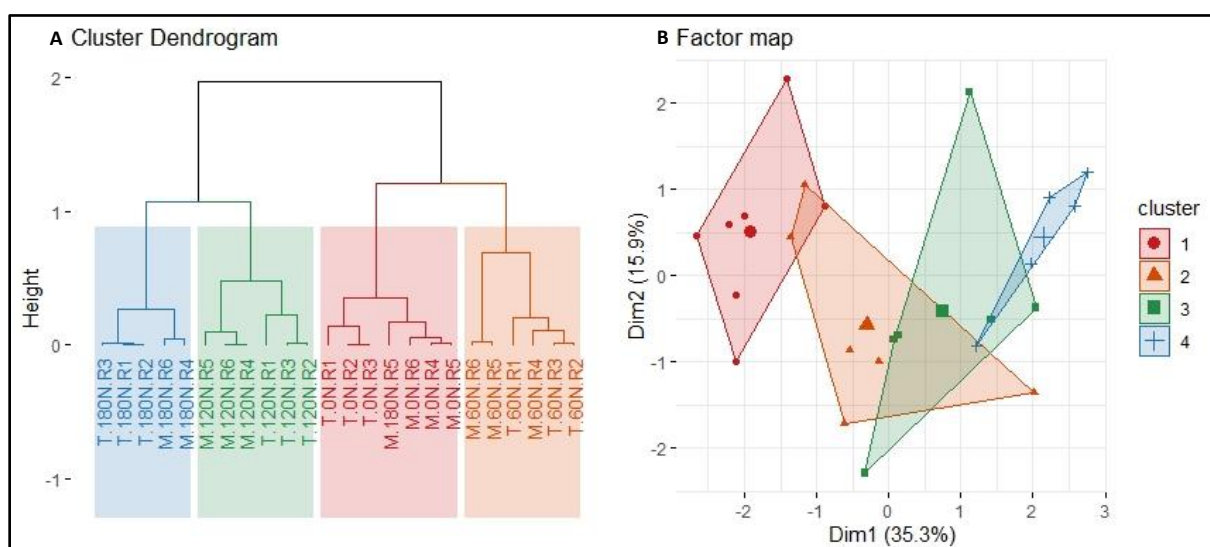 A Cluster Dendrogram
2
1
0
-1
Height
T.180N.R3
T.180N.R1
T.180N.R2
M.180N.R6
M.180N.R4
M.120N.R5
M.120N.R6
M.120N.R4
T.120N.R1
T.120N.R3
T.120N.R2
T.0N.R1
T.0N.R2
T.0N.R3
M.180N.R5
M.0N.R6
M.0N.R4
M.0N.R5
M.60N.R6
M.60N.R5
T.60N.R1
M.60N.R4
T.60N.R3
T.60N.R2
B Factor map
2
1
0
-1
-2
Dim2 (15.9%)
-2 -1 0 1 2 3
Dim1 (35.3%)
cluster
1
2
3
4